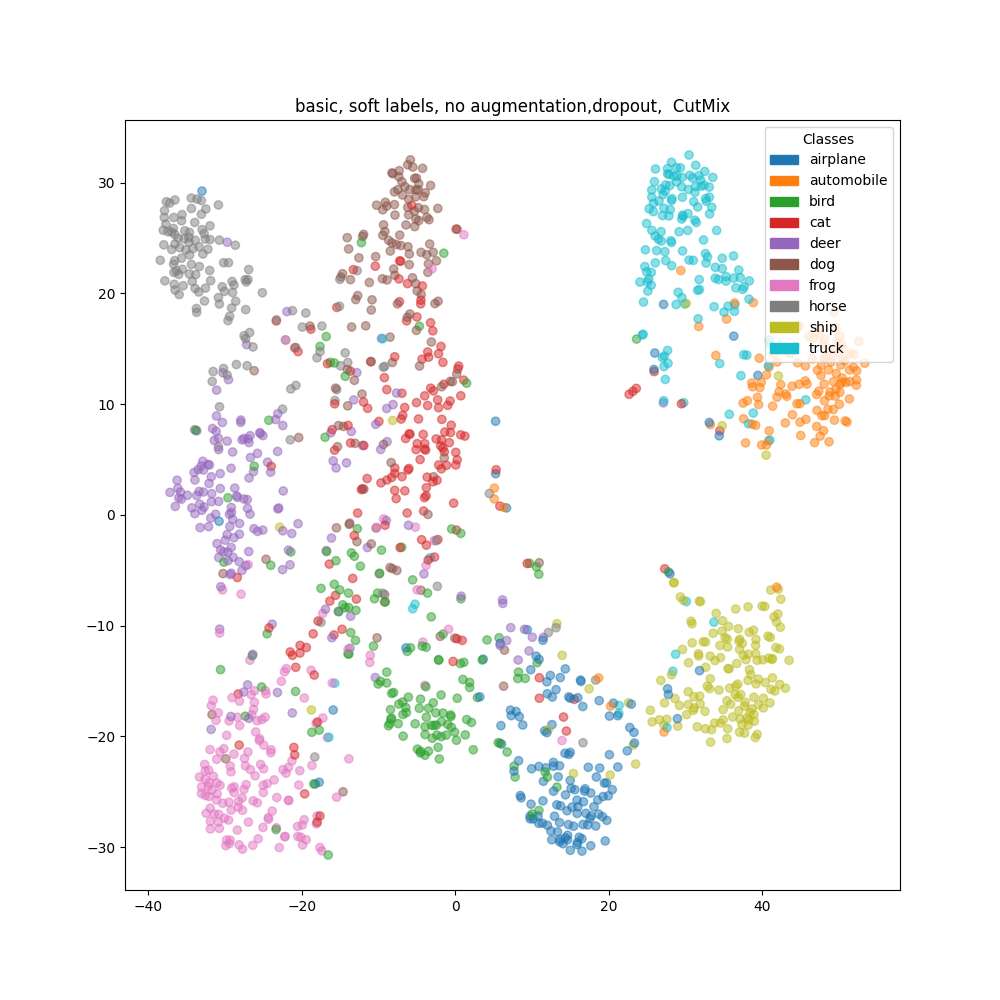 basic, soft labels, no augmentation,dropout,  CutMix
Classes
airplane
automobile
bird
cat
deer
dog
frog
horse
ship
truck
30
20
10
0
−10
−20
−30
−40
−20
0
20
40